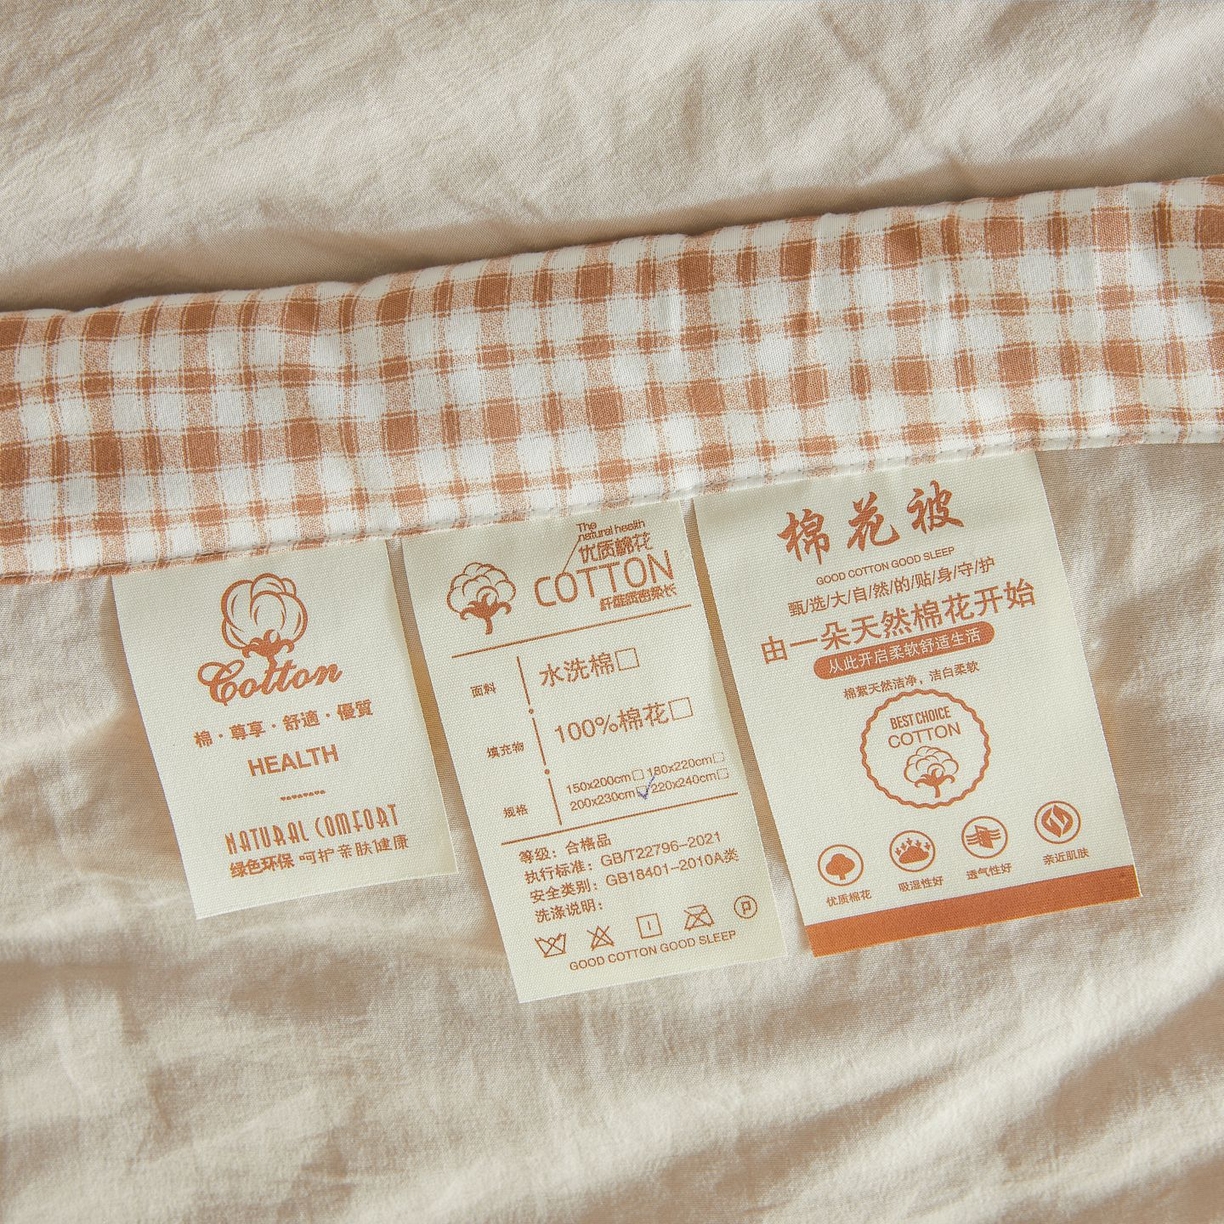 Cotton
棉·尊享·舒適·優質
HEALTH
NATURAL COMFORT
绿色环保 呵护亲肤健康
The
natural health
优质棉花
COTTON
纤维质密绒长
面料
水洗棉□
填充物
100%棉花□
规格
150x200cm□ 180x220cm□
200x230cm☑ 220x240cm□
等级：合格品
执行标准：GB/T22796-2021
安全类别：GB18401-2010A类
洗涤说明：
P
GOOD COTTON GOOD SLEEP
棉花被
GOOD COTTON GOOD SLEEP
甄/选/大/自/然/的/贴/身/守/护
由一朵天然棉花开始
从此开启柔软舒适生活
棉絮天然洁净，洁白柔软
BEST CHOICE
COTTON
优质棉花
吸湿性好
透气性好
亲近肌肤